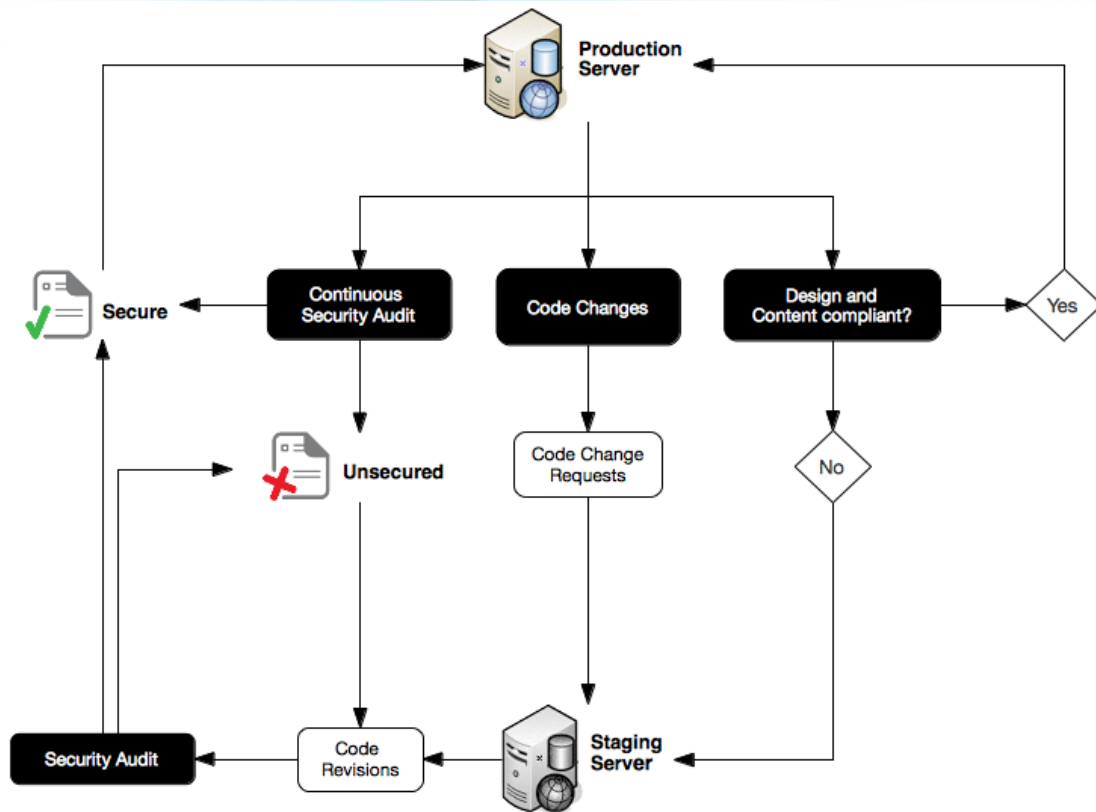 Production
Server
Secure
Continuous
Security Audit
Code Changes
Design and
Content compliant?
Yes
Unsecured
Code Change
Requests
No
Security Audit
Code
Revisions
Staging
Server